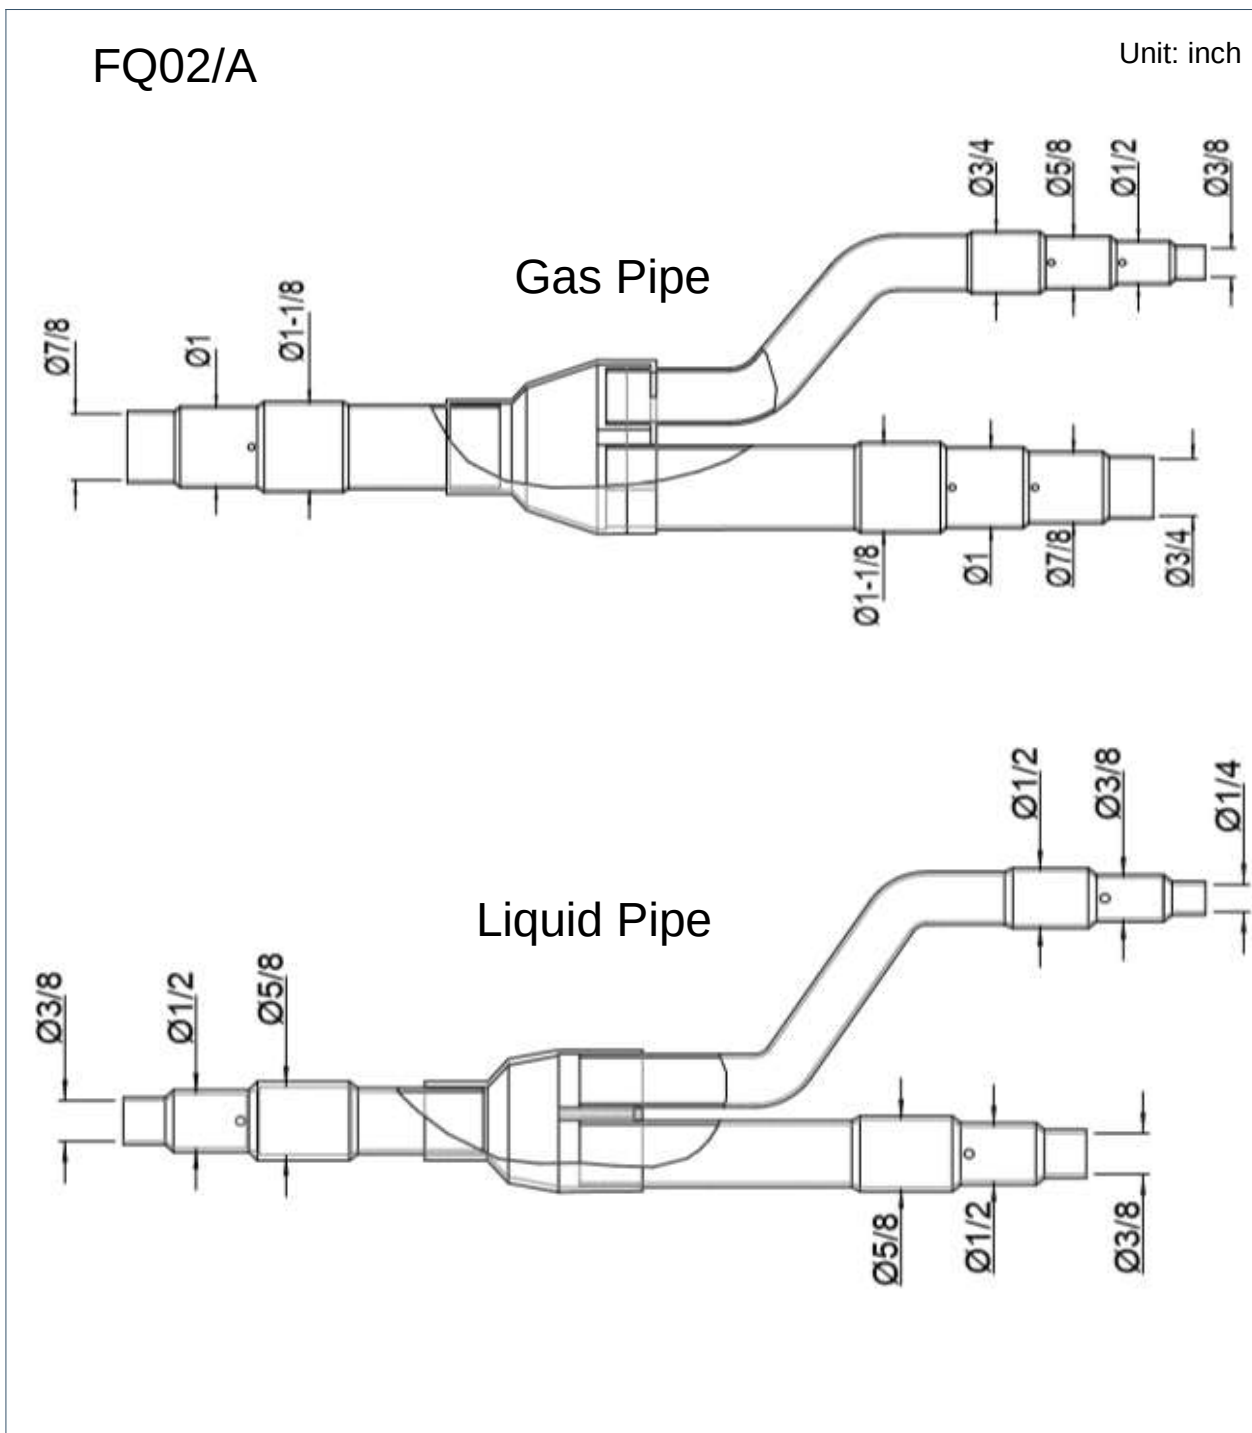 FQ02/A
Unit: inch
Ø3/4
Ø5/8
Ø1/2
Ø3/8
Gas Pipe
Ø7/8
Ø1
Ø1-1/8
Ø1-1/8
Ø1
Ø7/8
Ø3/4
Ø1/2
Ø3/8
Ø1/4
Liquid Pipe
Ø3/8
Ø1/2
Ø5/8
Ø5/8
Ø1/2
Ø3/8